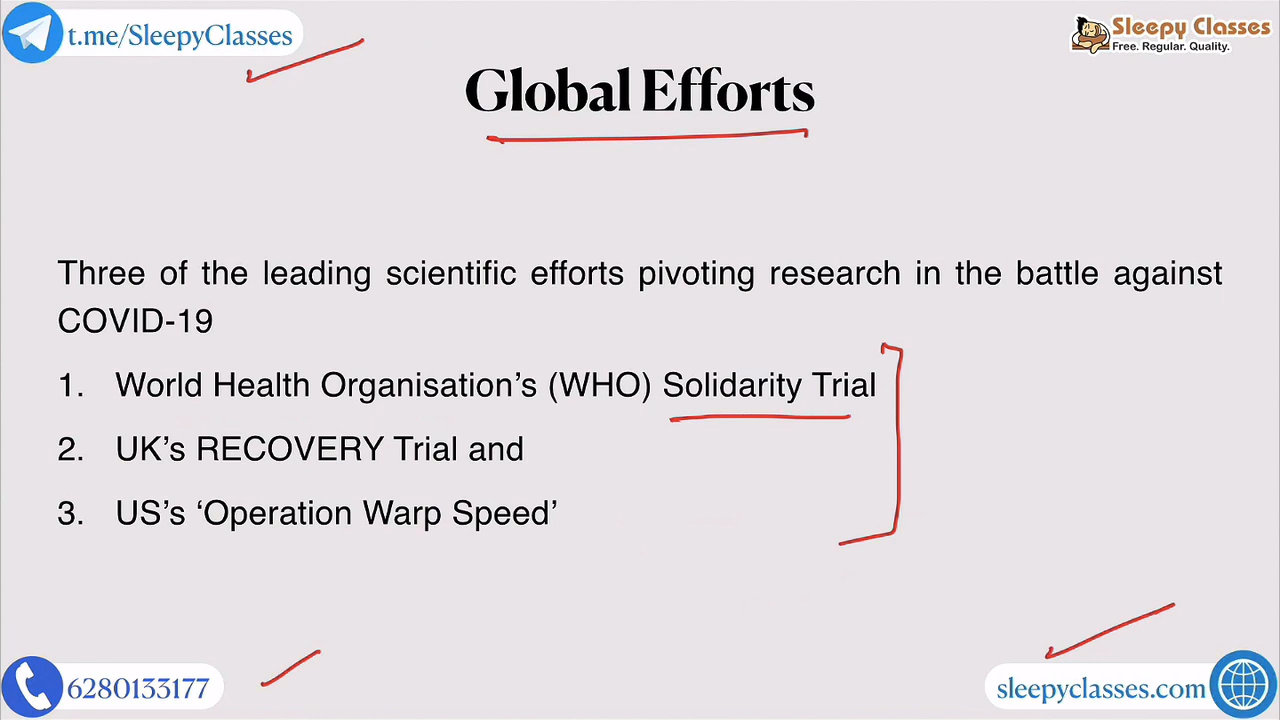 t.me/SleepyClasses
Sleepy Classes
Free. Regular. Quality.
Global Efforts
Three of the leading scientific efforts pivoting research in the battle against
COVID-19
1. World Health Organisation’s (WHO) Solidarity Trial
2. UK’s RECOVERY Trial and
3. US’s ‘Operation Warp Speed’
6280133177
sleepyclasses.com